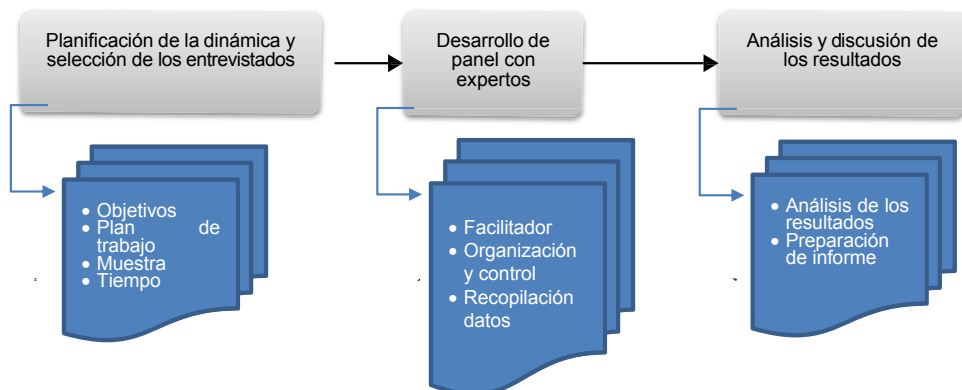 Planificación de la dinámica y
selección de los entrevistados
Desarrollo de
panel con
expertos
Análisis y discusión de
los resultados
• Objetivos
• Plan de
trabajo
• Muestra
• Tiempo
• Facilitador
• Organización
y control
• Recopilación
datos
• Análisis de los
resultados
• Preparación
de informe